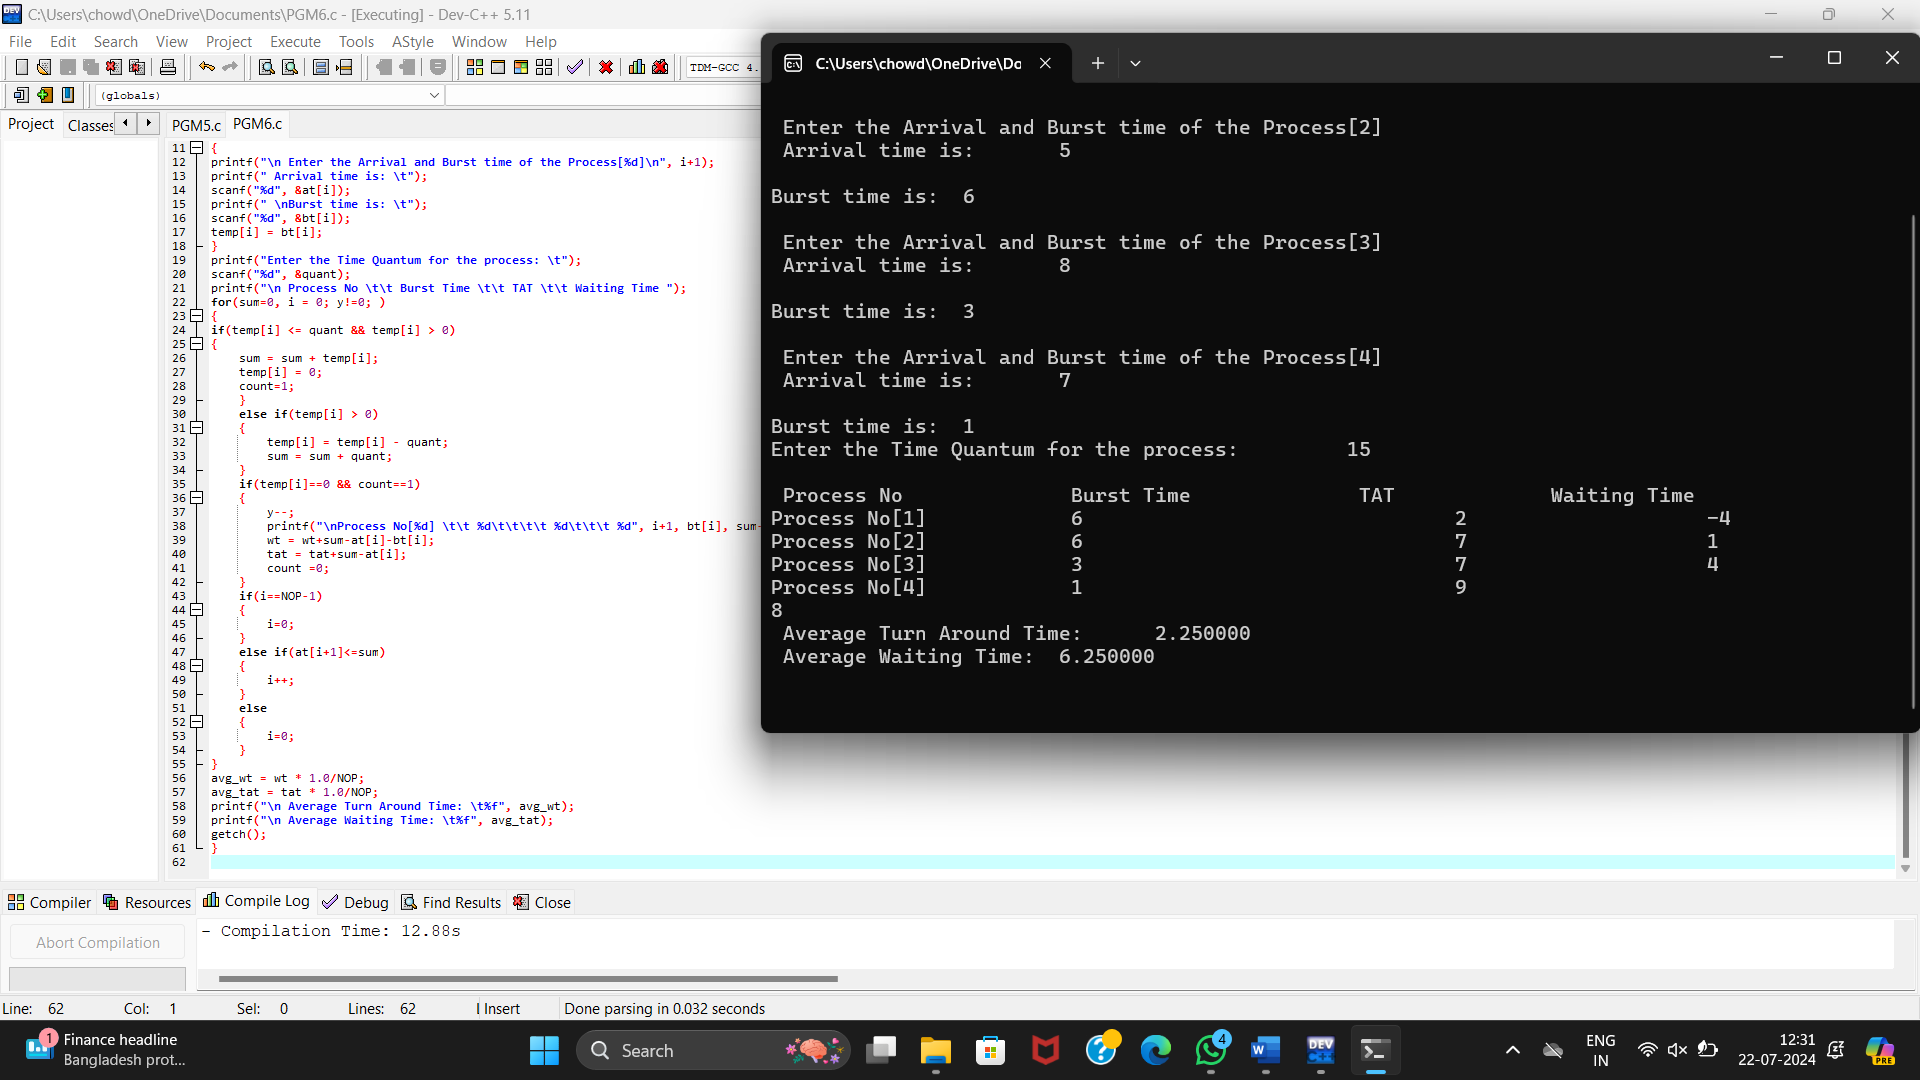 C:\Users\chowd\OneDrive\Documents\PGM6.c - [Executing] - Dev-C++ 5.11
File Edit Search View Project Execute Tools AStyle Window Help
TDM-GCC 4.
(globals)
Project Classes PGM5.c PGM6.c
11 {
12 printf("\n Enter the Arrival and Burst time of the Process[%d]\n", i+1);
13 printf(" Arrival time is: \t");
14 scanf("%d", &at[i]);
15 printf(" \nBurst time is: \t");
16 scanf("%d", &bt[i]);
17 temp[i] = bt[i];
18 }
19 printf("Enter the Time Quantum for the process: \t");
20 scanf("%d", &quant);
21 printf("\n Process No \t\t Burst Time \t\t TAT \t\t Waiting Time ");
22 for(sum=0, i = 0; y!=0; )
23 {
24 if(temp[i] <= quant && temp[i] > 0)
25 {
26 sum = sum + temp[i];
27 temp[i] = 0;
28 count=1;
29 }
30 else if(temp[i] > 0)
31 {
32 temp[i] = temp[i] - quant;
33 sum = sum + quant;
34 }
35 if(temp[i]==0 && count==1)
36 {
37 y--;
38 printf("\nProcess No[%d] \t\t %d\t\t\t\t %d\t\t\t %d", i+1, bt[i], sum-
39 wt = wt+sum-at[i]-bt[i];
40 tat = tat+sum-at[i];
41 count =0;
42 }
43 if(i==NOP-1)
44 {
45 i=0;
46 }
47 else if(at[i+1]<=sum)
48 {
49 i++;
50 }
51 else
52 {
53 i=0;
54 }
55 }
56 avg_wt = wt * 1.0/NOP;
57 avg_tat = tat * 1.0/NOP;
58 printf("\n Average Turn Around Time: \t%f", avg_wt);
59 printf("\n Average Waiting Time: \t%f", avg_tat);
60 getch();
61 }
62
C:\Users\chowd\OneDrive\Do
Enter the Arrival and Burst time of the Process[2]
Arrival time is: 5
Burst time is: 6
Enter the Arrival and Burst time of the Process[3]
Arrival time is: 8
Burst time is: 3
Enter the Arrival and Burst time of the Process[4]
Arrival time is: 7
Burst time is: 1
Enter the Time Quantum for the process: 15
Process No Burst Time TAT Waiting Time
Process No[1] 6 2 -4
Process No[2] 6 7 1
Process No[3] 3 7 4
Process No[4] 1 9
8
Average Turn Around Time: 2.250000
Average Waiting Time: 6.250000
Compiler Resources Compile Log Debug Find Results Close
Abort Compilation
- Compilation Time: 12.88s
Line: 62 Col: 1 Sel: 0 Lines: 62 I Insert Done parsing in 0.032 seconds
1
Finance headline
Bangladesh prot...
Search
4
DEV
PRE
ENG
IN
12:31
22-07-2024